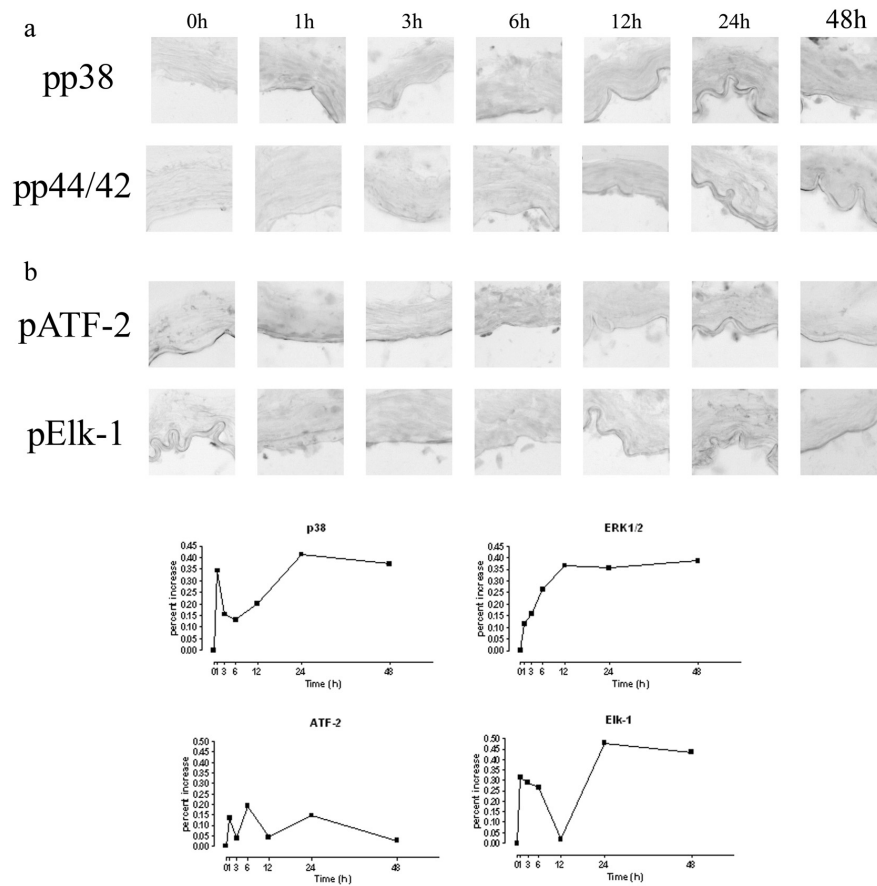 a
0h 1h 3h 6h 12h 24h 48h
pp38
pp44/42
b
pATF-2
pElk-1
p38
percent increase
0.45
0.40
0.35
0.30
0.25
0.20
0.15
0.10
0.05
0.00
01 3 6 12 24 48
Time (h)
ERK1/2
percent increase
0.45
0.40
0.35
0.30
0.25
0.20
0.15
0.10
0.05
0.00
01 3 6 12 24 48
Time (h)
ATF-2
percent increase
0.50
0.45
0.40
0.35
0.30
0.25
0.20
0.15
0.10
0.05
0.00
01 3 6 12 24 48
Time (h)
Elk-1
percent increase
0.50
0.45
0.40
0.35
0.30
0.25
0.20
0.15
0.10
0.05
0.00
01 3 6 12 24 48
Time (h)